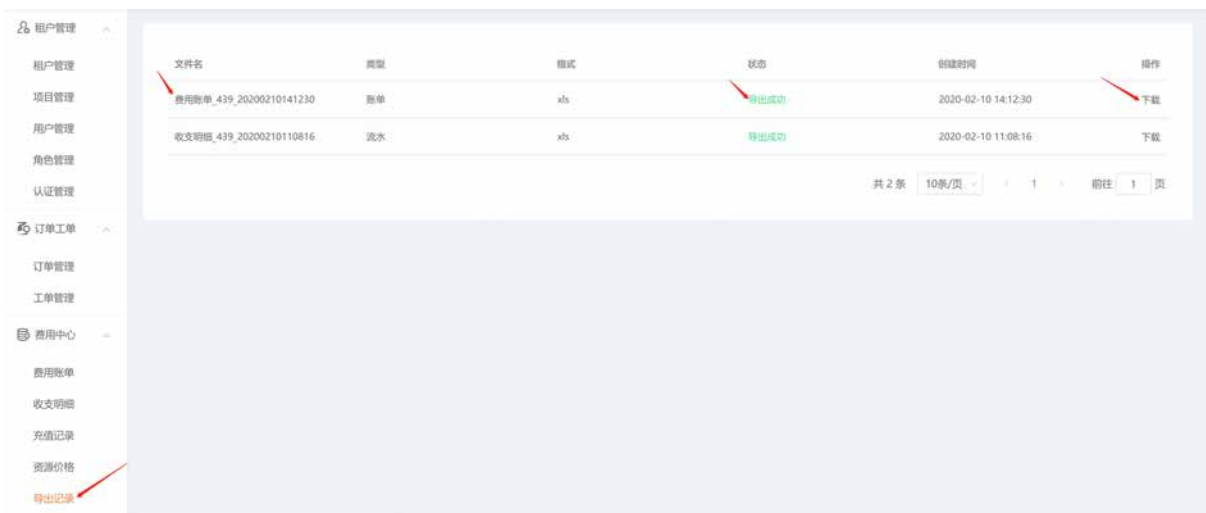 租户管理
租户管理
项目管理
用户管理
角色管理
认证管理
订单工单
订单管理
工单管理
费用中心
费用账单
收支明细
充值记录
资源价格
导出记录
文件名 类型 格式 状态 创建时间 操作
费用账单_439_20200210141230 账单 xls 导出成功 2020-02-10 14:12:30 下载
收支明细_439_20200210110816 流水 xls 导出成功 2020-02-10 11:08:16 下载
共 2 条 10条/页 1 前往 1 页